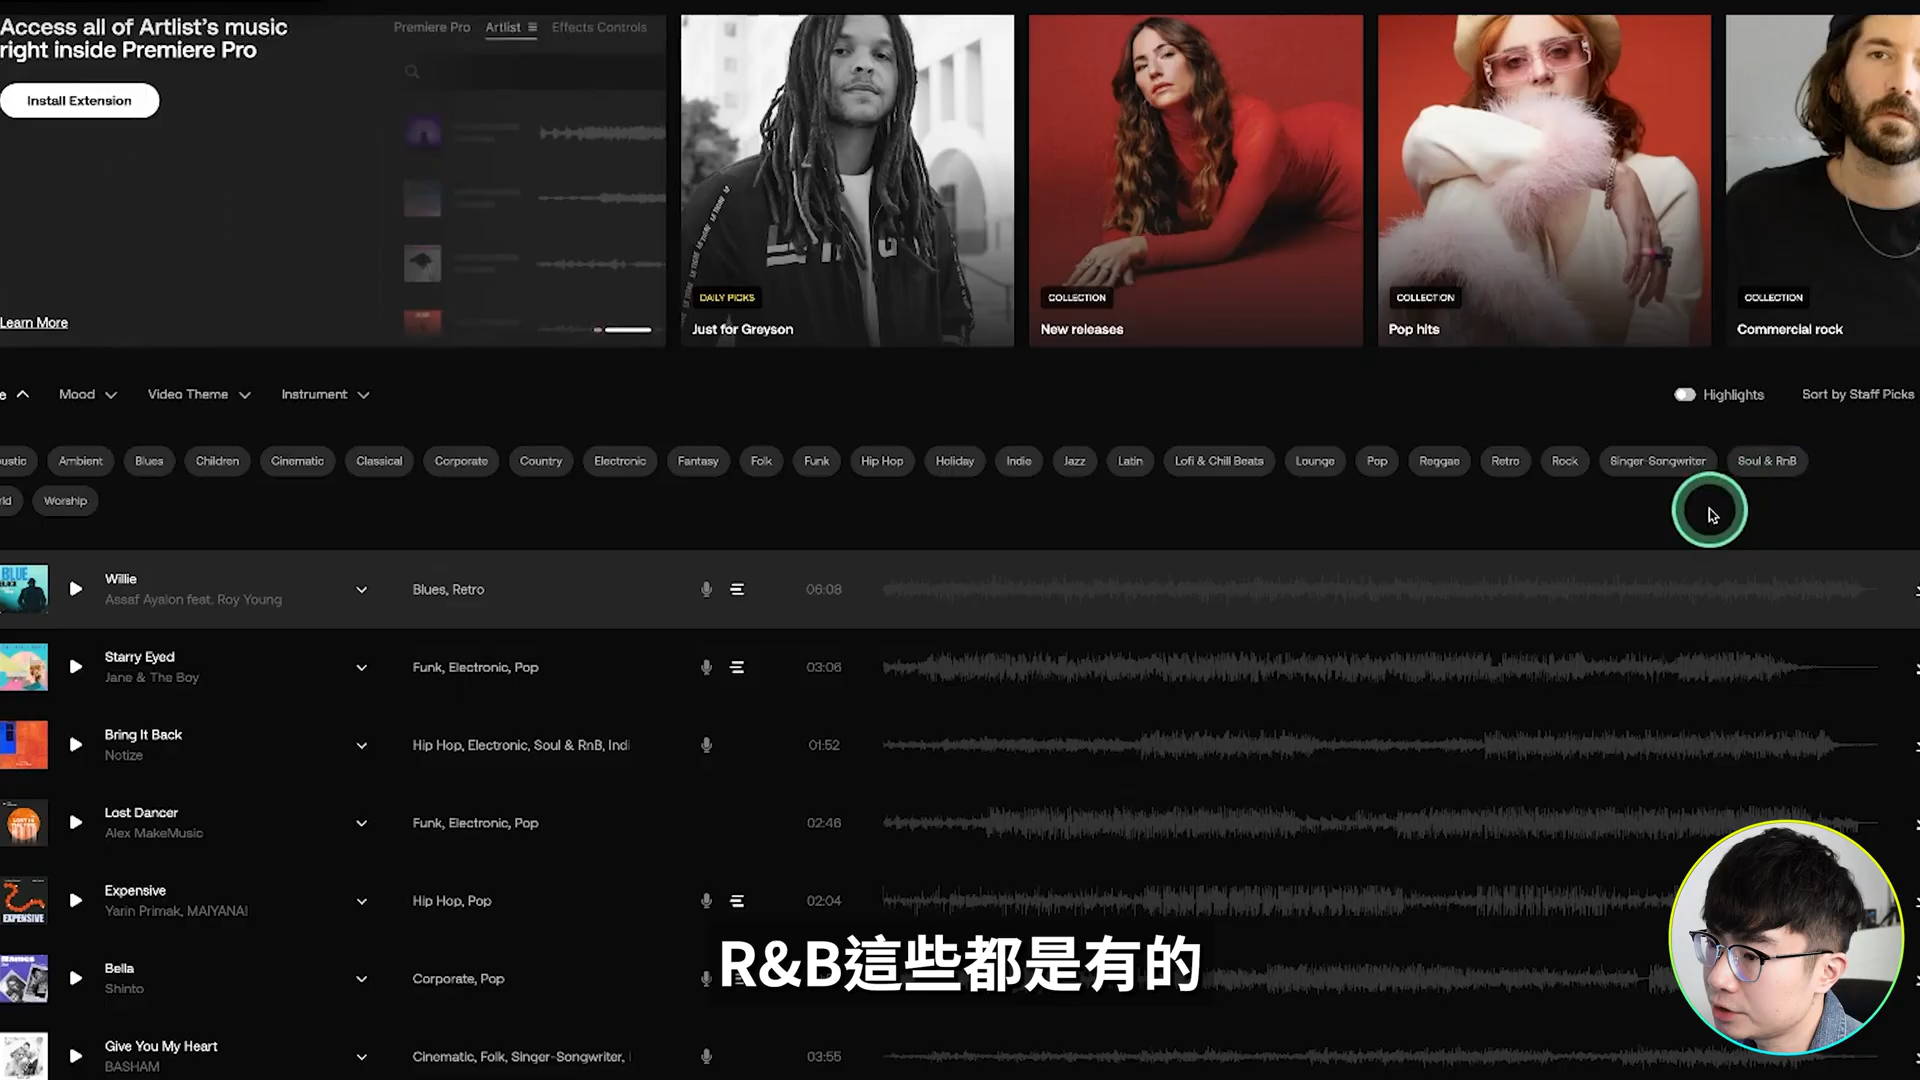 Access all of Artlist's music
right inside Premiere Pro
Install Extension
Learn More
Premiere Pro Artlist Effects Controls
DAILY PICKS
Just for Greyson
COLLECTION
New releases
COLLECTION
Pop hits
COLLECTION
Commercial rock
e Mood Video Theme Instrument Highlights Sort by Staff Picks
ustic Ambient Blues Children Cinematic Classical Corporate Country Electronic Fantasy Folk Funk Hip Hop Holiday Indie Jazz Latin Lofi & Chill Beats Lounge Pop Reggae Retro Rock Singer-Songwriter Soul & RnB
rld Worship
BLUE
Willie
Assaf Ayalon feat. Roy Young
Blues, Retro 06:08
Starry Eyed
Jane & The Boy
Funk, Electronic, Pop 03:06
Bring It Back
Notize
Hip Hop, Electronic, Soul & RnB, Indi 01:52
Lost Dancer
Alex MakeMusic
Funk, Electronic, Pop 02:46
EXPENSIVE
Expensive
Yarin Primak, MAIYANAI
Hip Hop, Pop 02:04
Bella
Shinto
Corporate, Pop
Give You My Heart
BASHAM
Cinematic, Folk, Singer-Songwriter, 03:55
R&B這些都是有的